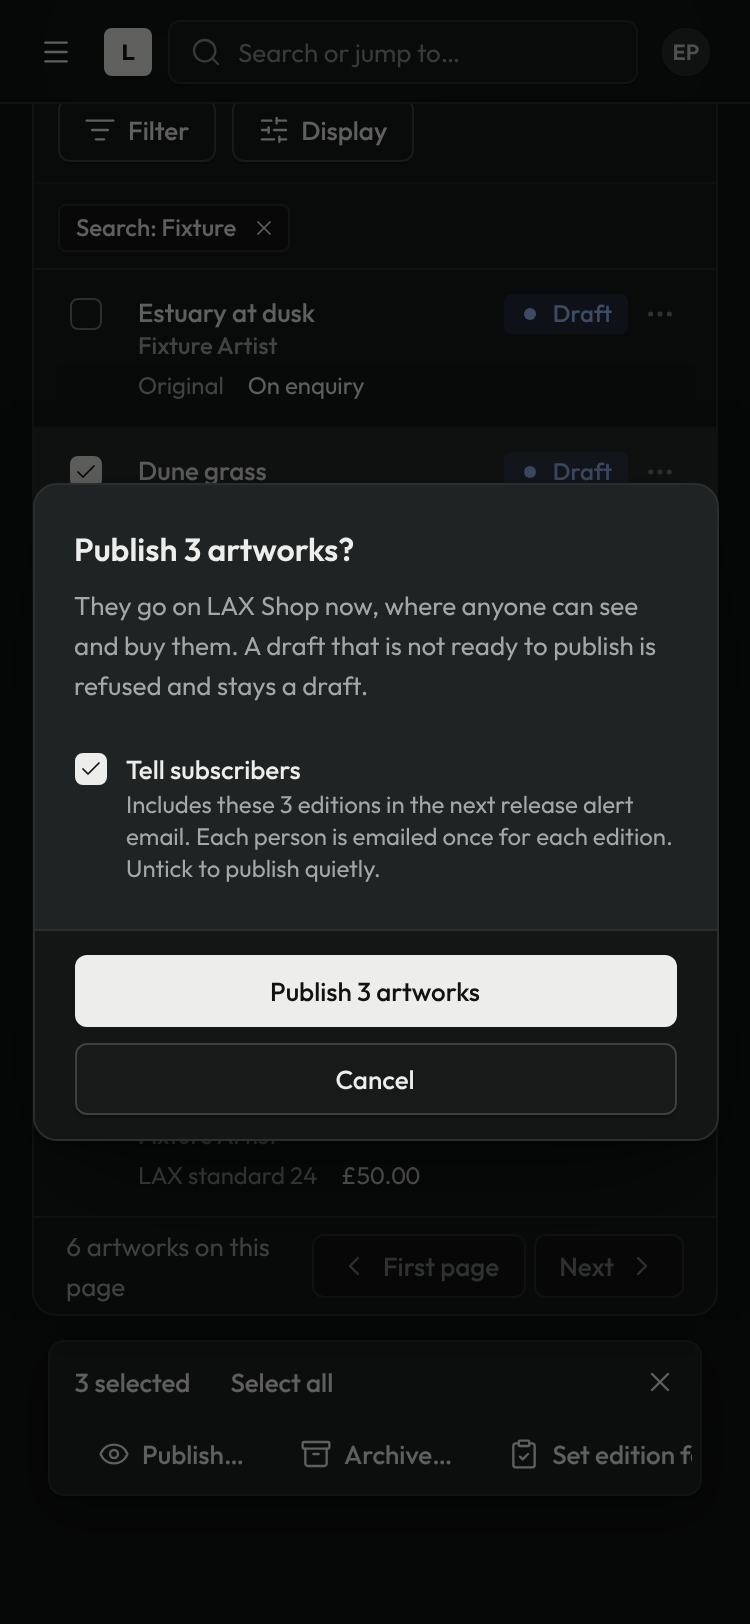 L
Search or jump to...
EP
Filter
Display
Search: Fixture
Estuary at dusk
Draft
Fixture Artist
Original On enquiry
Dune grass
Draft
Publish 3 artworks?
They go on LAX Shop now, where anyone can see
and buy them. A draft that is not ready to publish is
refused and stays a draft.
Tell subscribers
Includes these 3 editions in the next release alert
email. Each person is emailed once for each edition.
Untick to publish quietly.
Publish 3 artworks
Cancel
LAX standard 24 £50.00
6 artworks on this
page
First page
Next
3 selected
Select all
Publish...
Archive...
Set edition